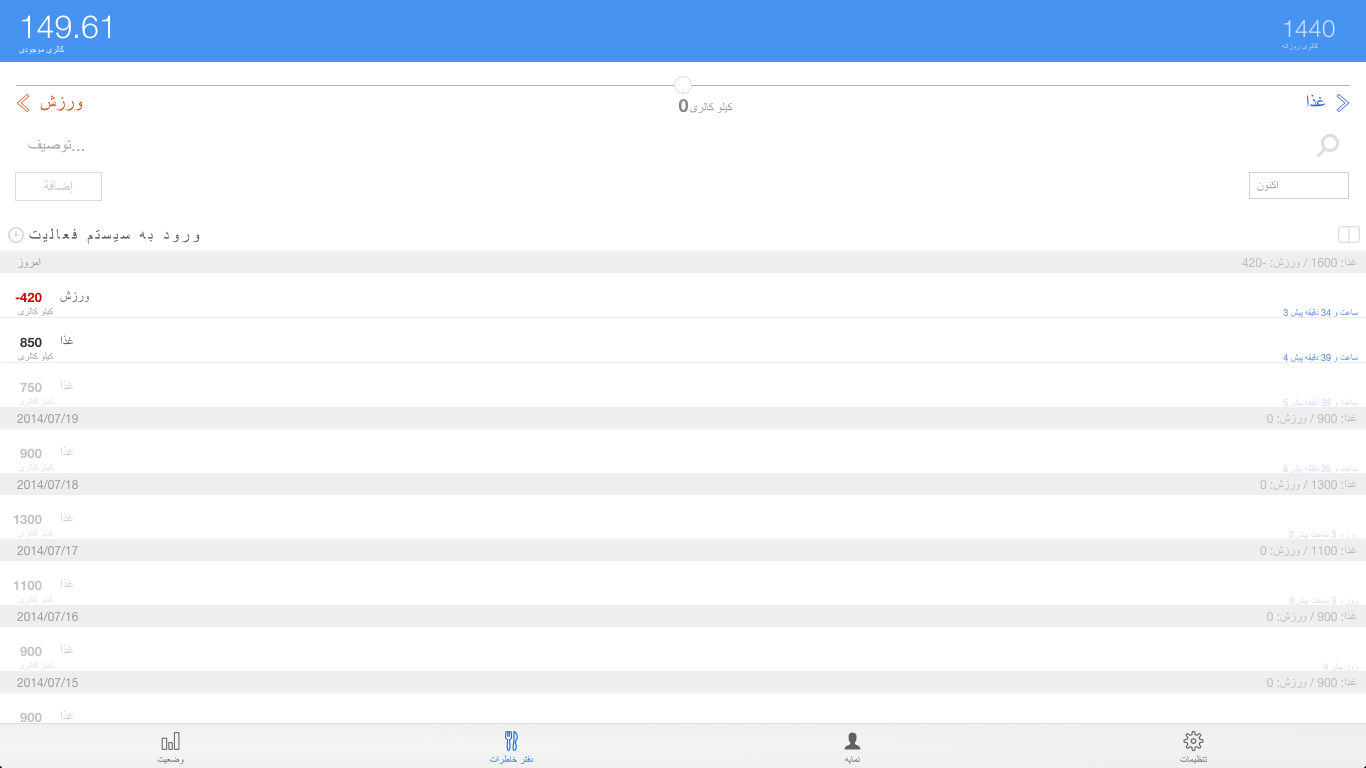 149.61
کالری موجودی
1440
کالری روزانه
ورزش
0 کیلو کالری
غذا
توصیف...
إضافة
اکنون
ورود به سیستم فعالیت
امروز
غذا: 1600 / ورزش: -420
-420
ورزش
کیلو کالری
3 ساعت و 34 دقیقه پیش
850
غذا
کیلو کالری
4 ساعت و 39 دقیقه پیش
750
غذا
کیلو کالری
5 ساعت و 39 دقیقه پیش
2014/07/19
غذا: 900 / ورزش: 0
900
غذا
کیلو کالری
6 ساعت و 39 دقیقه پیش
2014/07/18
غذا: 1300 / ورزش: 0
1300
غذا
کیلو کالری
2 روز و 3 ساعت پیش
2014/07/17
غذا: 1100 / ورزش: 0
1100
غذا
کیلو کالری
3 روز و 3 ساعت پیش
2014/07/16
غذا: 900 / ورزش: 0
900
غذا
کیلو کالری
4 روز پیش
2014/07/15
غذا: 900 / ورزش: 0
900
غذا
وضعیت
دفتر خاطرات
نمایه
تنظیمات